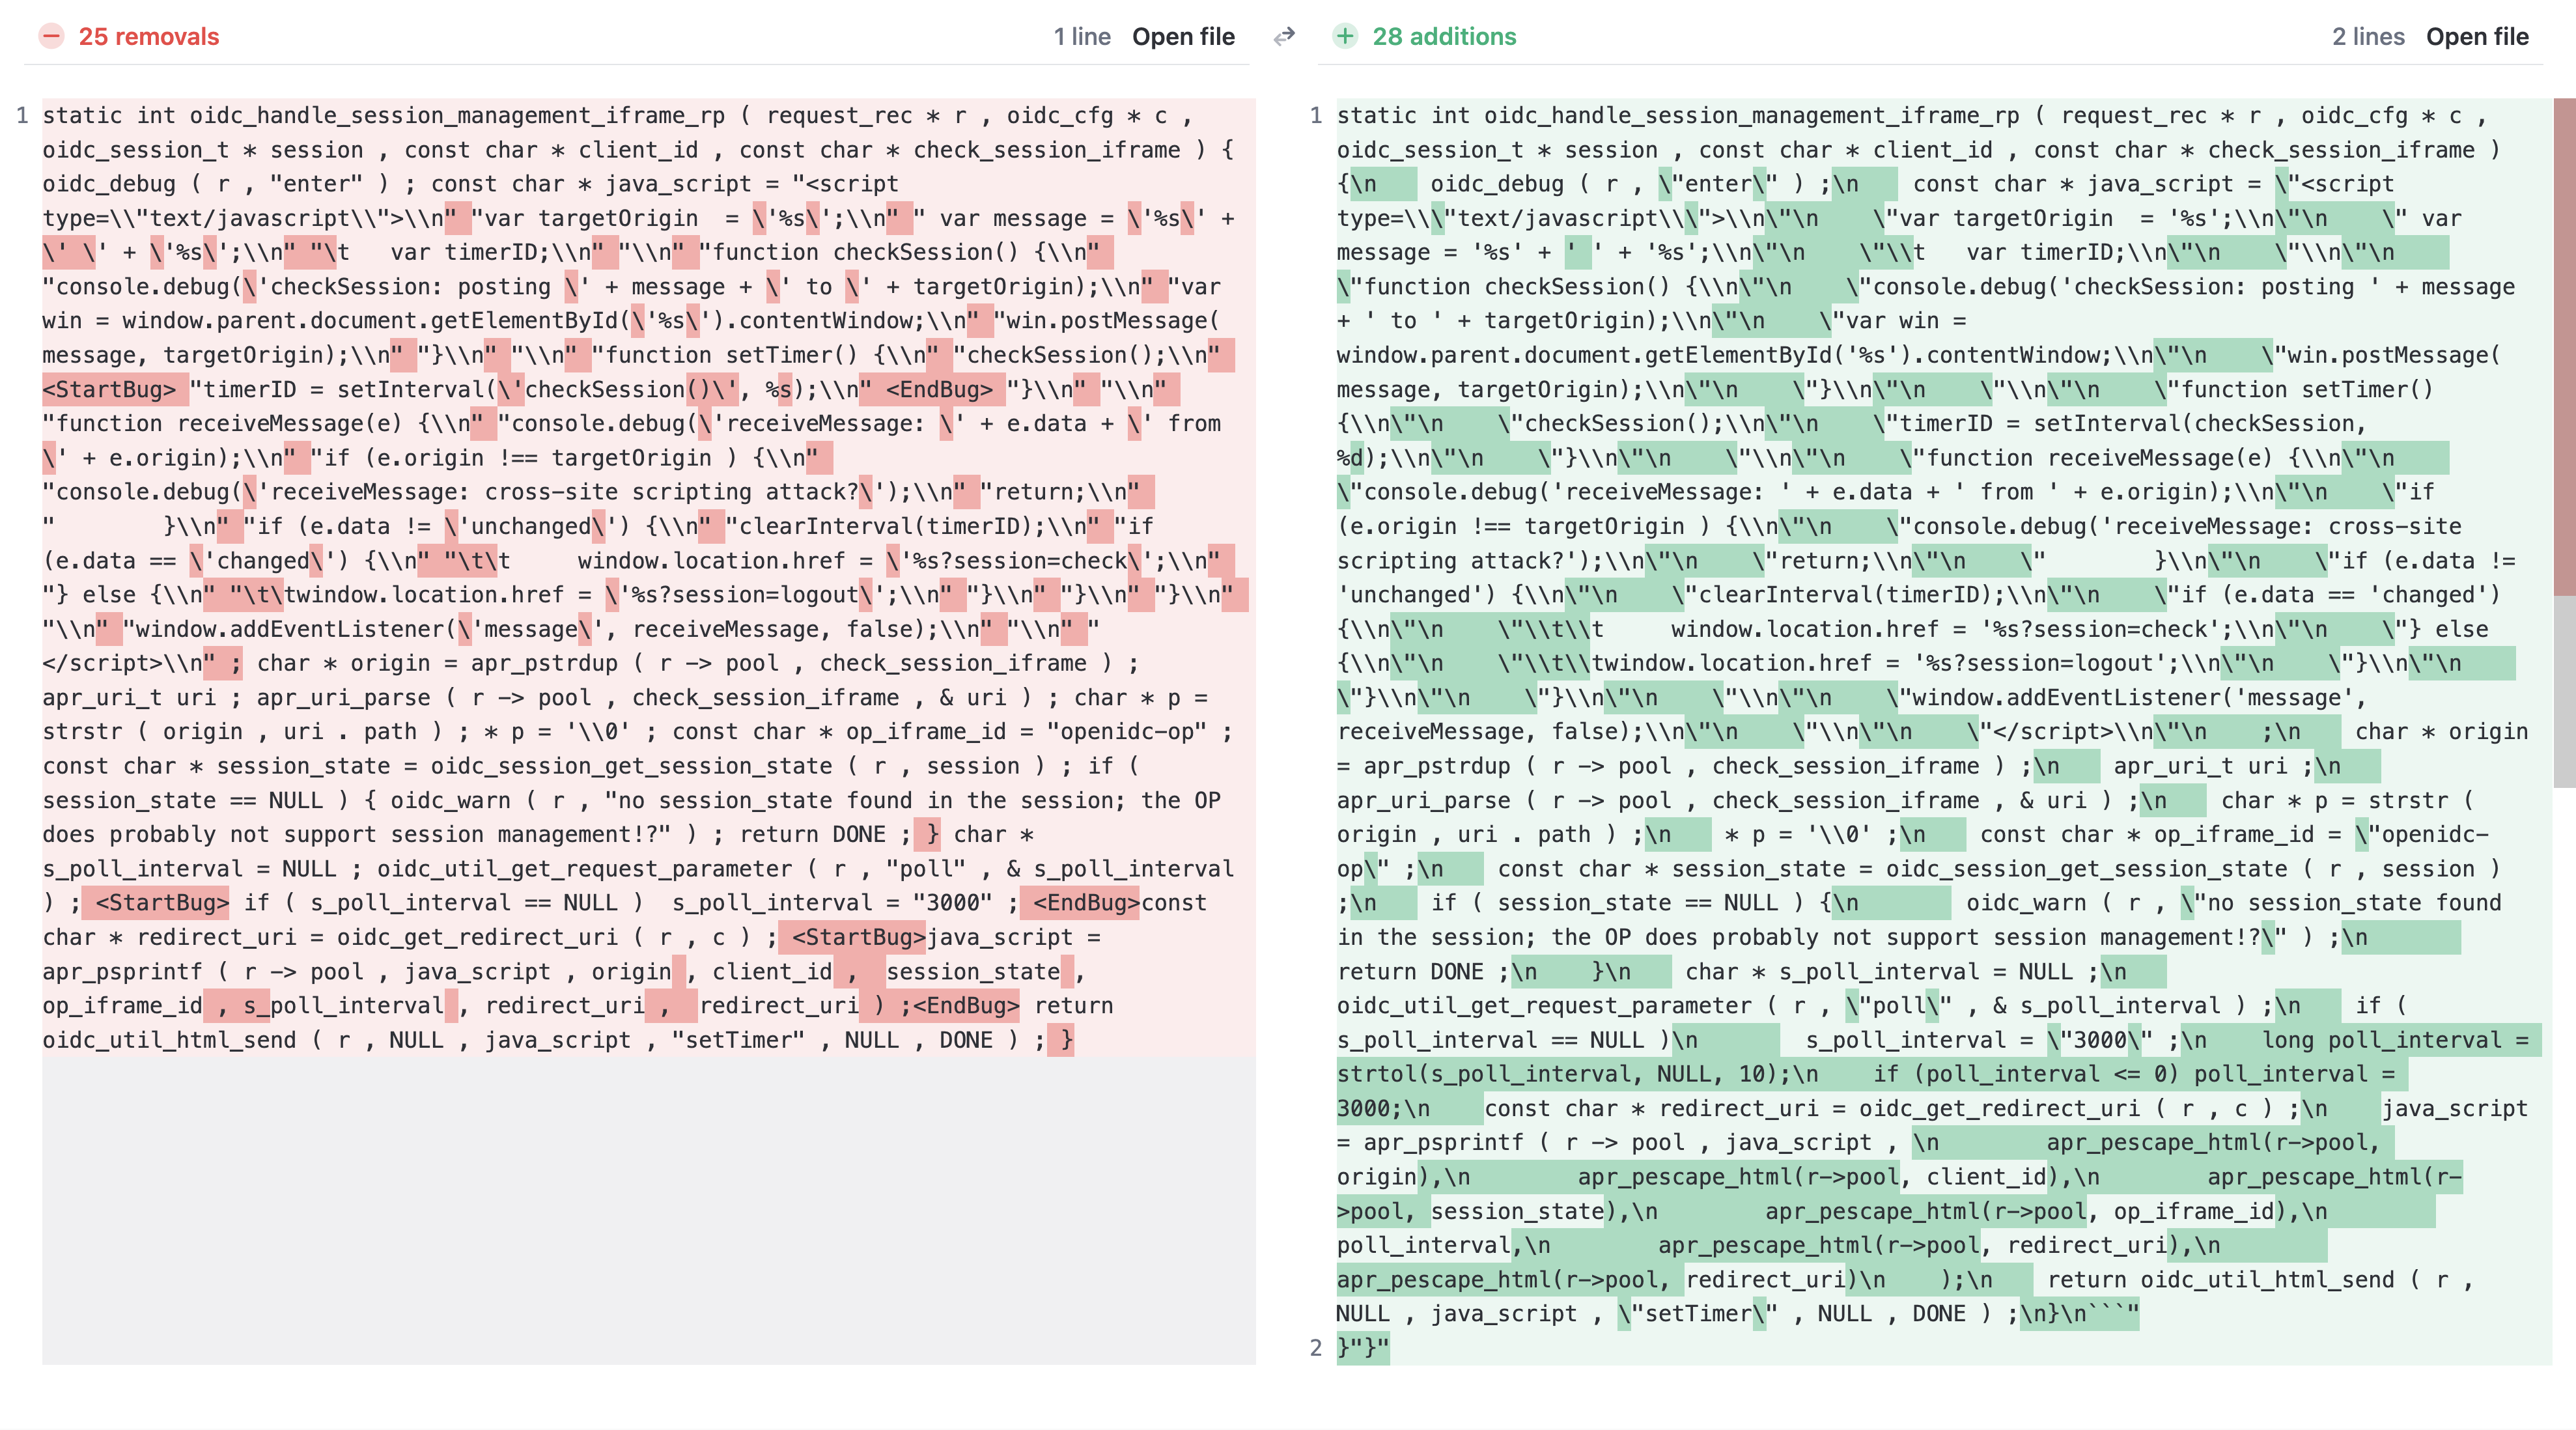 25 removals
1 line Open file
28 additions
2 lines Open file
1 static int oidc_handle_session_management_iframe_rp ( request_rec * r , oidc_cfg * c ,
oidc_session_t * session , const char * client_id , const char * check_session_iframe ) {
oidc_debug ( r , "enter" ) ; const char * java_script = "<script
type=\\"text/javascript\\">\\n" "var targetOrigin  = \'%s\';\\n" " var message = \'%s\' +
\' \' + \'%s\';\\n" "\t   var timerID;\\n" "\\n" "function checkSession() {\\n"
"console.debug(\'checkSession: posting \' + message + \' to \' + targetOrigin);\\n" "var
win = window.parent.document.getElementById(\'%s\').contentWindow;\\n" "win.postMessage(
message, targetOrigin);\\n" "}\\n" "\\n" "function setTimer() {\\n" "checkSession();\\n"
<StartBug> "timerID = setInterval(\'checkSession()\', %s);\\n" <EndBug> "}\\n" "\\n"
"function receiveMessage(e) {\\n" "console.debug(\'receiveMessage: \' + e.data + \' from
\' + e.origin);\\n" "if (e.origin !== targetOrigin ) {\\n"
"console.debug(\'receiveMessage: cross-site scripting attack?\');\\n" "return;\\n"
"        }\\n" "if (e.data != \'unchanged\') {\\n" "clearInterval(timerID);\\n" "if
(e.data == \'changed\') {\\n" "\t\t     window.location.href = \'%s?session=check\';\\n"
"} else {\\n" "\t\twindow.location.href = \'%s?session=logout\';\\n" "}\\n" "}\\n" "}\\n"
"\\n" "window.addEventListener(\'message\', receiveMessage, false);\\n" "\\n" "
</script>\\n" ; char * origin = apr_pstrdup ( r -> pool , check_session_iframe ) ;
apr_uri_t uri ; apr_uri_parse ( r -> pool , check_session_iframe , & uri ) ; char * p =
strstr ( origin , uri . path ) ; * p = '\\0' ; const char * op_iframe_id = "openidc-op" ;
const char * session_state = oidc_session_get_session_state ( r , session ) ; if (
session_state == NULL ) { oidc_warn ( r , "no session_state found in the session; the OP
does probably not support session management!?" ) ; return DONE ; } char *
s_poll_interval = NULL ; oidc_util_get_request_parameter ( r , "poll" , & s_poll_interval
) ; <StartBug> if ( s_poll_interval == NULL )  s_poll_interval = "3000" ; <EndBug>const
char * redirect_uri = oidc_get_redirect_uri ( r , c ) ; <StartBug>java_script =
apr_psprintf ( r -> pool , java_script , origin , client_id ,  session_state ,
op_iframe_id , s_poll_interval , redirect_uri ,  redirect_uri ) ;<EndBug> return
oidc_util_html_send ( r , NULL , java_script , "setTimer" , NULL , DONE ) ; }
1 static int oidc_handle_session_management_iframe_rp ( request_rec * r , oidc_cfg * c ,
oidc_session_t * session , const char * client_id , const char * check_session_iframe )
{\n    oidc_debug ( r , \"enter\" ) ;\n    const char * java_script = \"<script
type=\\\"text/javascript\\\">\\n\"\n    \"var targetOrigin  = '%s';\\n\"\n    \" var
message = '%s' + ' ' + '%s';\\n\"\n    \"\\t   var timerID;\\n\"\n    \"\\n\"\n
\"function checkSession() {\\n\"\n    \"console.debug('checkSession: posting ' + message
+ ' to ' + targetOrigin);\\n\"\n    \"var win =
window.parent.document.getElementById('%s').contentWindow;\\n\"\n    \"win.postMessage(
message, targetOrigin);\\n\"\n    \"}\\n\"\n    \"\\n\"\n    \"function setTimer()
{\\n\"\n    \"checkSession();\\n\"\n    \"timerID = setInterval(checkSession,
%d);\\n\"\n    \"}\\n\"\n    \"\\n\"\n    \"function receiveMessage(e) {\\n\"\n
\"console.debug('receiveMessage: ' + e.data + ' from ' + e.origin);\\n\"\n    \"if
(e.origin !== targetOrigin ) {\\n\"\n    \"console.debug('receiveMessage: cross-site
scripting attack?');\\n\"\n    \"return;\\n\"\n    \"        }\\n\"\n    \"if (e.data !=
'unchanged') {\\n\"\n    \"clearInterval(timerID);\\n\"\n    \"if (e.data == 'changed')
{\\n\"\n    \"\\t\\t     window.location.href = '%s?session=check';\\n\"\n    \"} else
{\\n\"\n    \"\\t\\twindow.location.href = '%s?session=logout';\\n\"\n    \"}\\n\"\n
\"}\\n\"\n    \"}\\n\"\n    \"\\n\"\n    \"window.addEventListener('message',
receiveMessage, false);\\n\"\n    \"\\n\"\n    \"</script>\\n\"\n    ;\n    char * origin
= apr_pstrdup ( r -> pool , check_session_iframe ) ;\n    apr_uri_t uri ;\n
apr_uri_parse ( r -> pool , check_session_iframe , & uri ) ;\n    char * p = strstr (
origin , uri . path ) ;\n    * p = '\\0' ;\n    const char * op_iframe_id = \"openidc-
op\" ;\n    const char * session_state = oidc_session_get_session_state ( r , session )
;\n    if ( session_state == NULL ) {\n        oidc_warn ( r , \"no session_state found
in the session; the OP does probably not support session management!?\" ) ;\n
return DONE ;\n    }\n    char * s_poll_interval = NULL ;\n
oidc_util_get_request_parameter ( r , \"poll\" , & s_poll_interval ) ;\n    if (
s_poll_interval == NULL )\n        s_poll_interval = \"3000\" ;\n    long poll_interval =
strtol(s_poll_interval, NULL, 10);\n    if (poll_interval <= 0) poll_interval =
3000;\n    const char * redirect_uri = oidc_get_redirect_uri ( r , c ) ;\n    java_script
= apr_psprintf ( r -> pool , java_script , \n        apr_pescape_html(r->pool,
origin),\n        apr_pescape_html(r->pool, client_id),\n        apr_pescape_html(r-
>pool, session_state),\n        apr_pescape_html(r->pool, op_iframe_id),\n
poll_interval,\n        apr_pescape_html(r->pool, redirect_uri),\n
apr_pescape_html(r->pool, redirect_uri)\n    );\n    return oidc_util_html_send ( r ,
NULL , java_script , \"setTimer\" , NULL , DONE ) ;\n}\n```"
2 }"}"